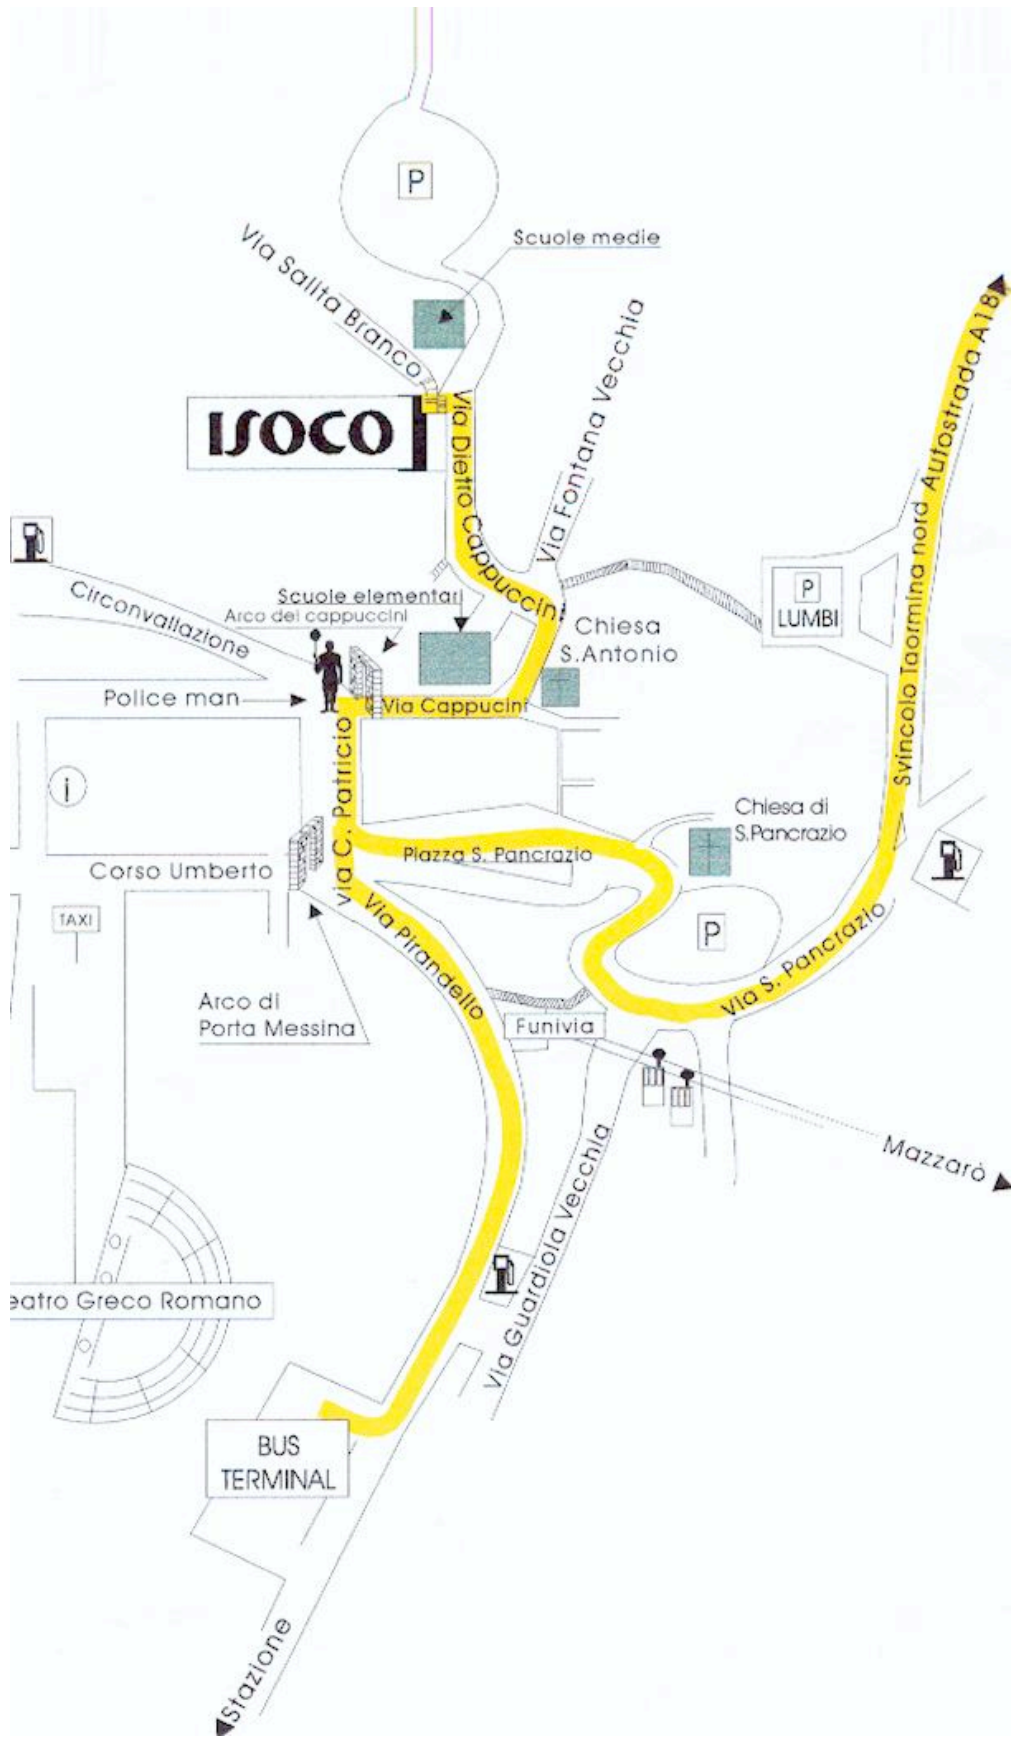 P
Scuole medie
Via Salita Branco
ISOCO
Via Dietro Cappuccin
Via Fontana Vecchia
Autostrada A18
Svincolo Taormina nord
P
LUMBI
Circonvallazione
Scuole elementari
Arco dei cappuccini
Chiesa
S.Antonio
Police man
Via Cappucini
Via C. Patricio
i
Chiesa di
S.Pancrazio
Piazza S. Pancrazio
Corso Umberto
TAXI
Via Pirandello
P
Via S. Pancrazio
Arco di
Porta Messina
Funivia
Mazzarò
Via Guardiola Vecchia
eatro Greco Romano
BUS
TERMINAL
Stazione